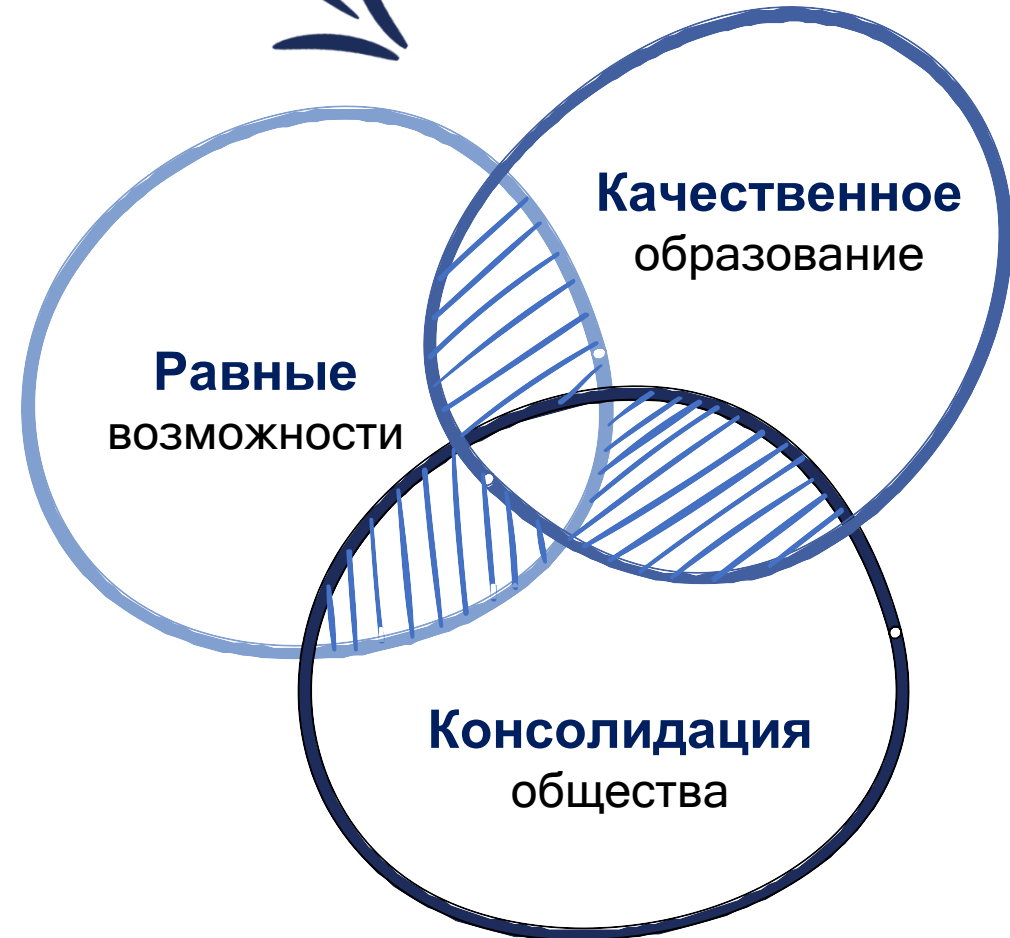 Качественное
образование
Равные
возможности
Консолидация
общества